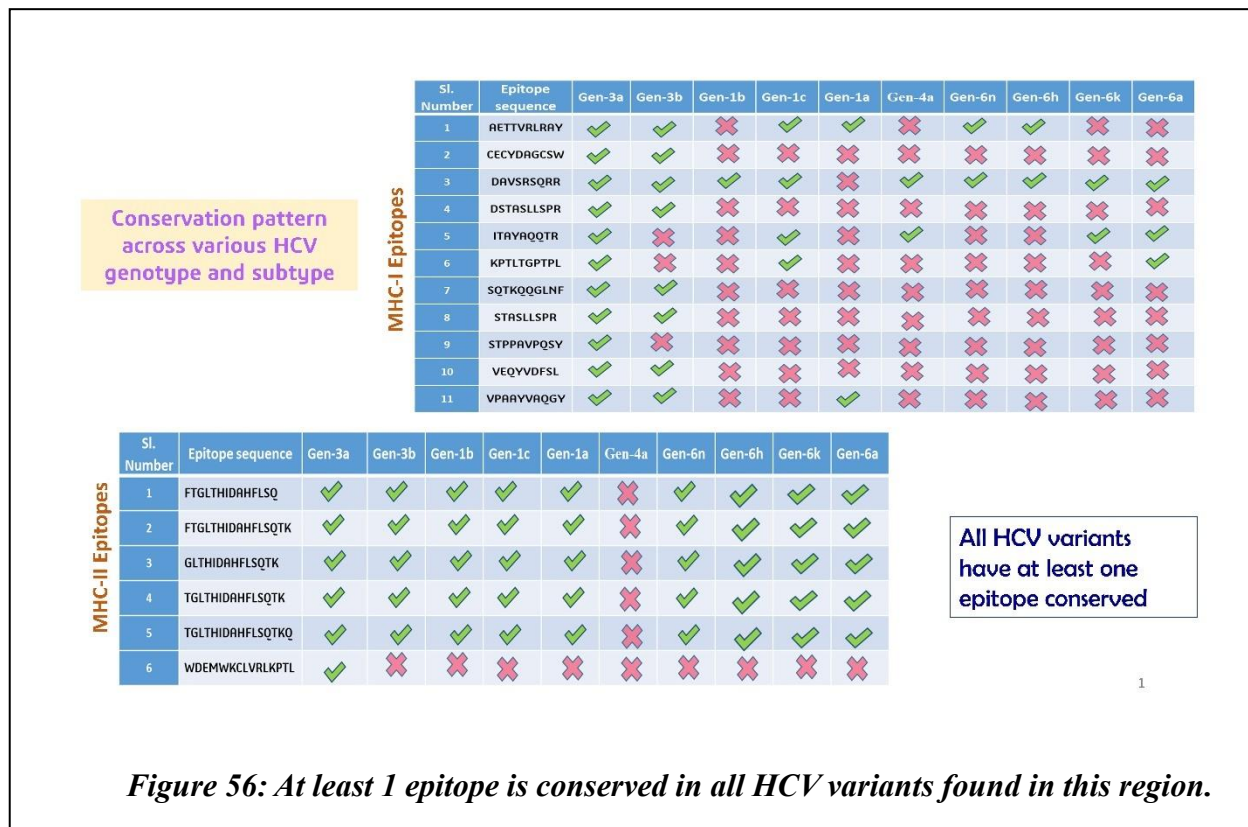 Conservation pattern
across various HCV
genotype and subtype
MHC-I Epitopes
Sl. Number Epitope sequence Gen-3a Gen-3b Gen-1b Gen-1c Gen-1a Gen-4a Gen-6n Gen-6h Gen-6k Gen-6a
1 AETTVRLRAY ✓ ✓ ✗ ✓ ✓ ✗ ✓ ✓ ✗ ✗
2 CECYDAGCSW ✓ ✓ ✗ ✗ ✗ ✗ ✗ ✗ ✗ ✗
3 DAVSRSQRR ✓ ✓ ✓ ✓ ✗ ✓ ✓ ✓ ✓ ✓
4 DSTASLLSPR ✓ ✓ ✗ ✗ ✗ ✗ ✗ ✗ ✗ ✗
5 ITAYAQQTR ✓ ✗ ✗ ✓ ✗ ✓ ✗ ✗ ✓ ✓
6 KPTLTGPTPL ✓ ✗ ✗ ✓ ✗ ✗ ✗ ✗ ✗ ✓
7 SQTKQQGLNF ✓ ✓ ✗ ✗ ✗ ✗ ✗ ✗ ✗ ✗
8 STASLLSPR ✓ ✓ ✗ ✗ ✗ ✗ ✗ ✗ ✗ ✗
9 STPPAVPQSY ✓ ✗ ✗ ✗ ✗ ✗ ✗ ✗ ✗ ✗
10 VEQYVDFSL ✓ ✓ ✗ ✗ ✗ ✗ ✗ ✗ ✗ ✗
11 VPAAYVAQGY ✓ ✓ ✗ ✗ ✓ ✗ ✗ ✗ ✗ ✗
MHC-II Epitopes
Sl. Number Epitope sequence Gen-3a Gen-3b Gen-1b Gen-1c Gen-1a Gen-4a Gen-6n Gen-6h Gen-6k Gen-6a
1 FTGLTHIDAHFLSQ ✓ ✓ ✓ ✓ ✓ ✗ ✓ ✓ ✓ ✓
2 FTGLTHIDAHFLSQTK ✓ ✓ ✓ ✓ ✓ ✗ ✓ ✓ ✓ ✓
3 GLTHIDAHFLSQTK ✓ ✓ ✓ ✓ ✓ ✗ ✓ ✓ ✓ ✓
4 TGLTHIDAHFLSQTK ✓ ✓ ✓ ✓ ✓ ✗ ✓ ✓ ✓ ✓
5 TGLTHIDAHFLSQTKQ ✓ ✓ ✓ ✓ ✓ ✗ ✓ ✓ ✓ ✓
6 WDEMWKCLVRLKPTL ✓ ✗ ✗ ✗ ✗ ✗ ✗ ✗ ✗ ✗
All HCV variants
have at least one
epitope conserved
1
Figure 56: At least 1 epitope is conserved in all HCV variants found in this region.